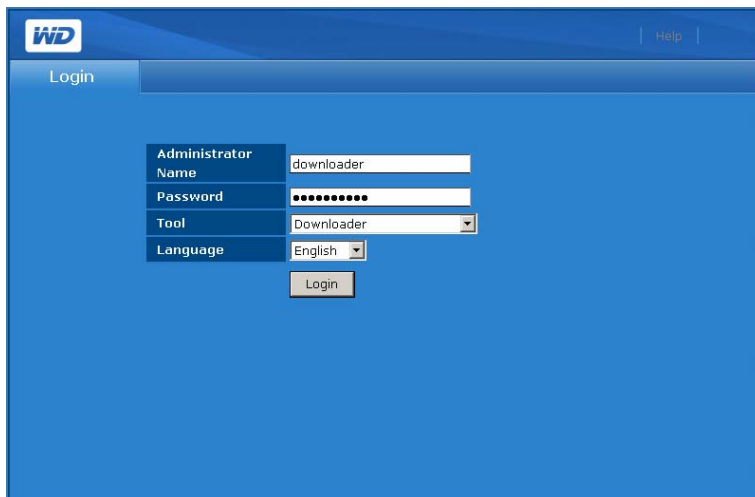 WD
Help
Login
Administrator
Name
downloader
Password
••••••••••
Tool
Downloader
Language
English
Login